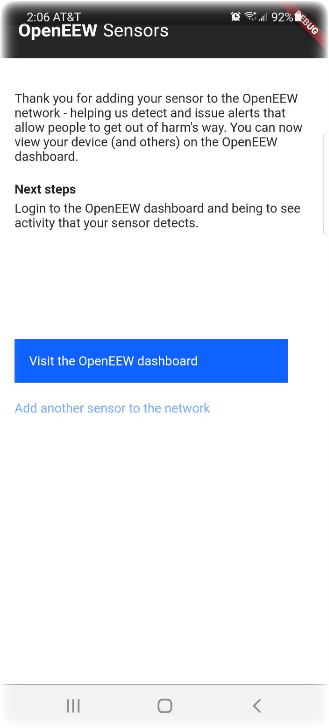 2:06 AT&T 92%
DEBUG
OpenEEW Sensors
Thank you for adding your sensor to the OpenEEW
network - helping us detect and issue alerts that
allow people to get out of harm's way. You can now
view your device (and others) on the OpenEEW
dashboard.
Next steps
Login to the OpenEEW dashboard and being to see
activity that your sensor detects.
Visit the OpenEEW dashboard
Add another sensor to the network